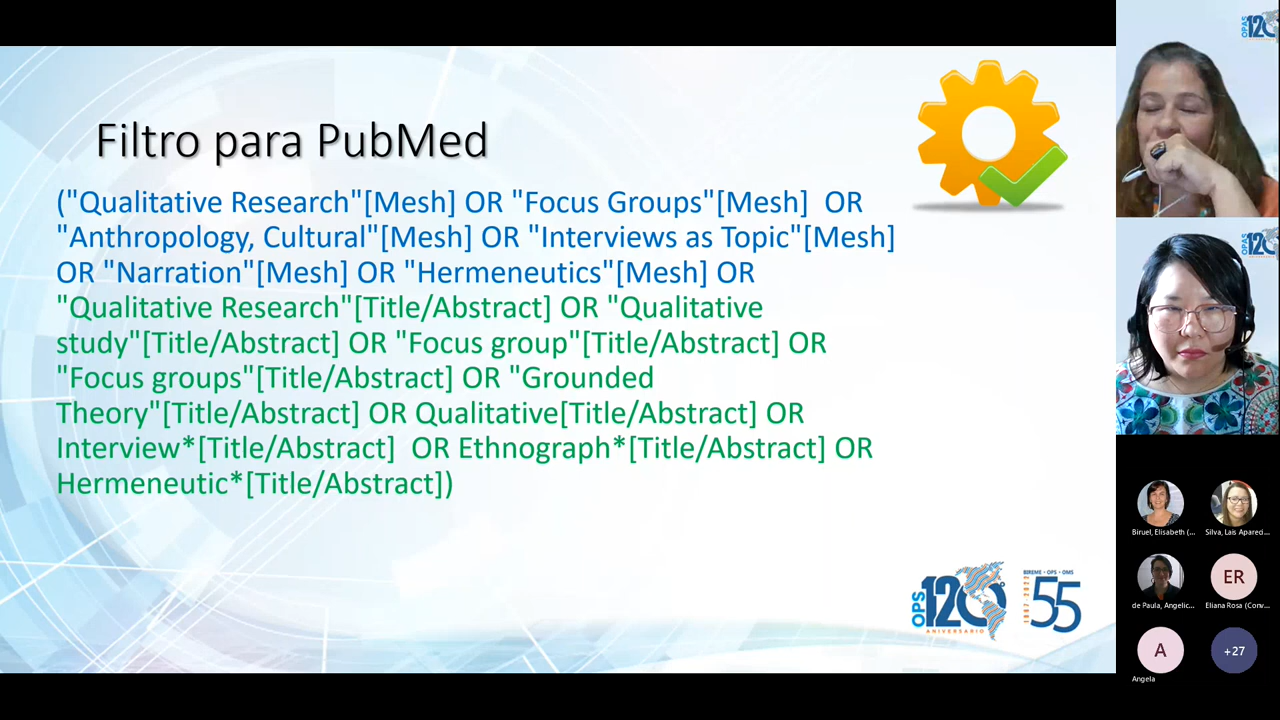 Filtro para PubMed
("Qualitative Research"[Mesh] OR "Focus Groups"[Mesh]  OR
"Anthropology, Cultural"[Mesh] OR "Interviews as Topic"[Mesh]
OR "Narration"[Mesh] OR "Hermeneutics"[Mesh] OR
"Qualitative Research"[Title/Abstract] OR "Qualitative
study"[Title/Abstract] OR "Focus group"[Title/Abstract] OR
"Focus groups"[Title/Abstract] OR "Grounded
Theory"[Title/Abstract] OR Qualitative[Title/Abstract] OR
Interview*[Title/Abstract]  OR Ethnograph*[Title/Abstract] OR
Hermeneutic*[Title/Abstract])
OPS 120
ANIVERSARIO
BIREME • OPS • OMS
1967 - 2022
55
OPAS 120
OPAS 120
Biruel, Elisabeth (...
Silva, Lais Apareci...
de Paula, Angelic...
ER
Eliana Rosa (Conv...
A
Angela
+27